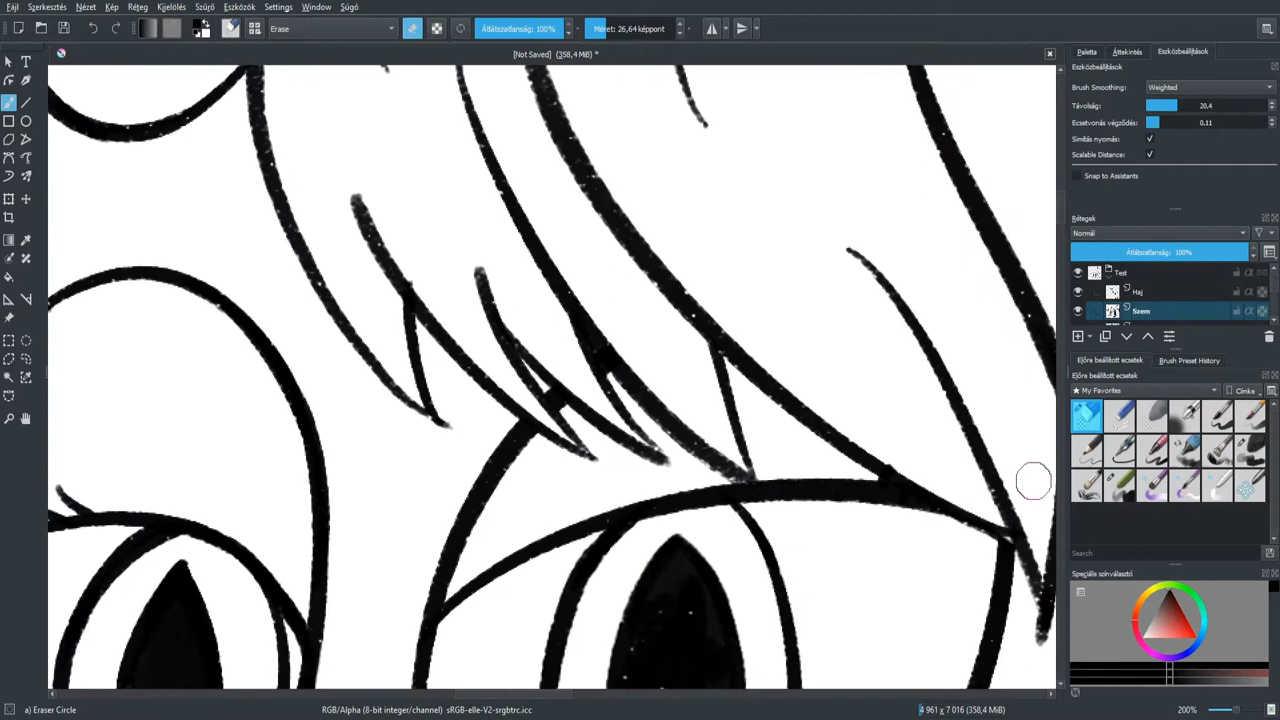 Fájl Szerkesztés Nézet Kép Réteg Kijelölés Szűrő Eszközök Settings Window Súgó
Erase Átlátszatlanság: 100% Méret: 26,64 képpont
[Not Saved] (358,4 MiB) *
Paletta Áttekintés Eszközbeállítások
Eszközbeállítások
Brush Smoothing: Weighted
Távolság: 20,4
Ecsetvonás végződés: 0,11
Simítás nyomás:
Scalable Distance:
Snap to Assistants
Rétegek
Normál
Átlátszatlanság: 100%
Test
Haj
Szem
Előre beállított ecsetek Brush Preset History
Előre beállított ecsetek
★ My Favorites Címke
Search
Speciális színválasztó
a) Eraser Circle RGB/Alpha (8-bit integer/channel) sRGB-elle-V2-srgbtrc.icc 4 961 x 7 016 (358,4 MiB) 200%